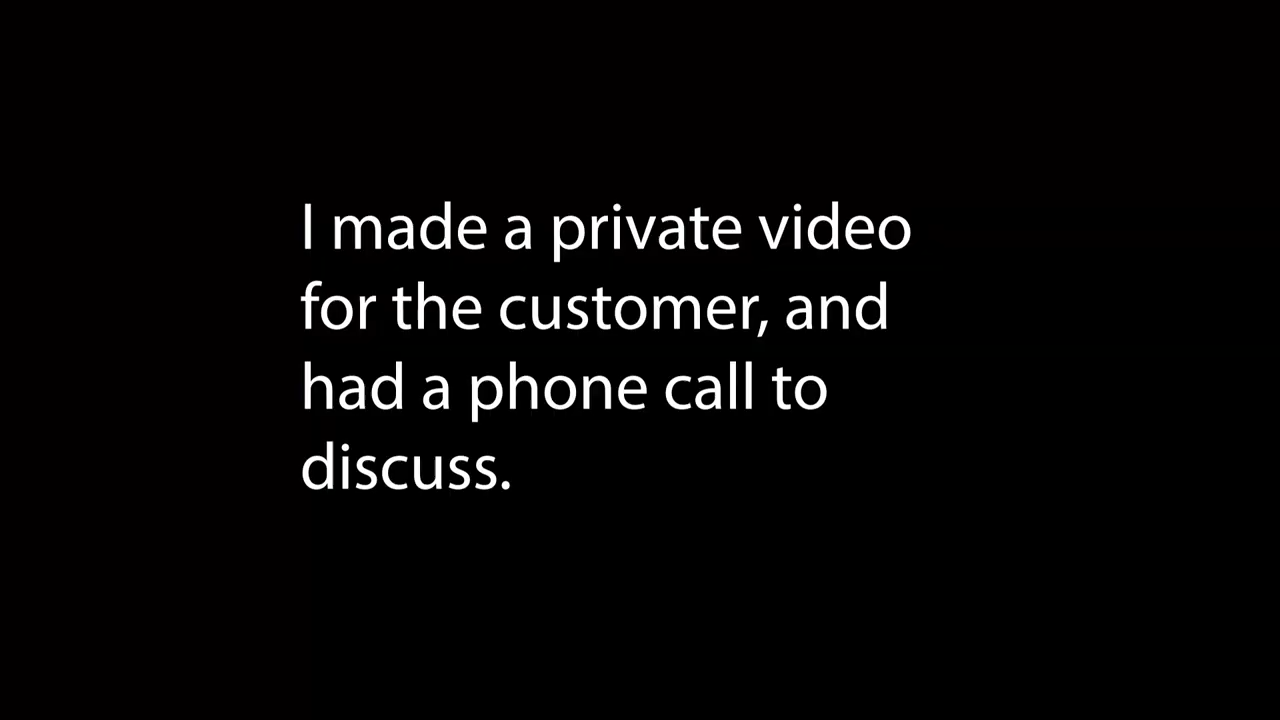 I made a private video
for the customer, and
had a phone call to
discuss.